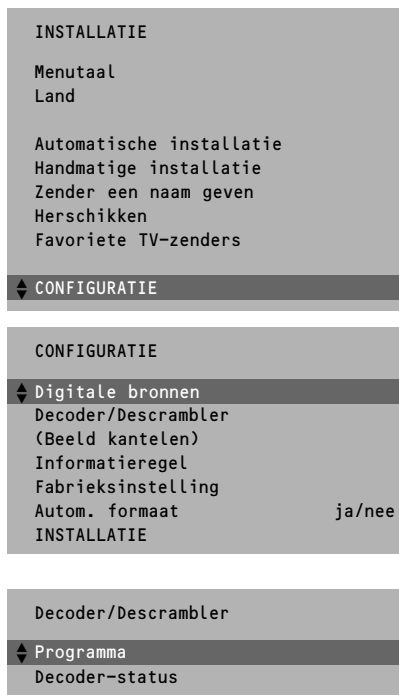 INSTALLATIE
Menutaal
Land
Automatische installatie
Handmatige installatie
Zender een naam geven
Herschikken
Favoriete TV-zenders
CONFIGURATIE
CONFIGURATIE
Digitale bronnen
Decoder/Descrambler
(Beeld kantelen)
Informatieregel
Fabrieksinstelling
Autom. formaat ja/nee
INSTALLATIE
Decoder/Descrambler
Programma
Decoder-status